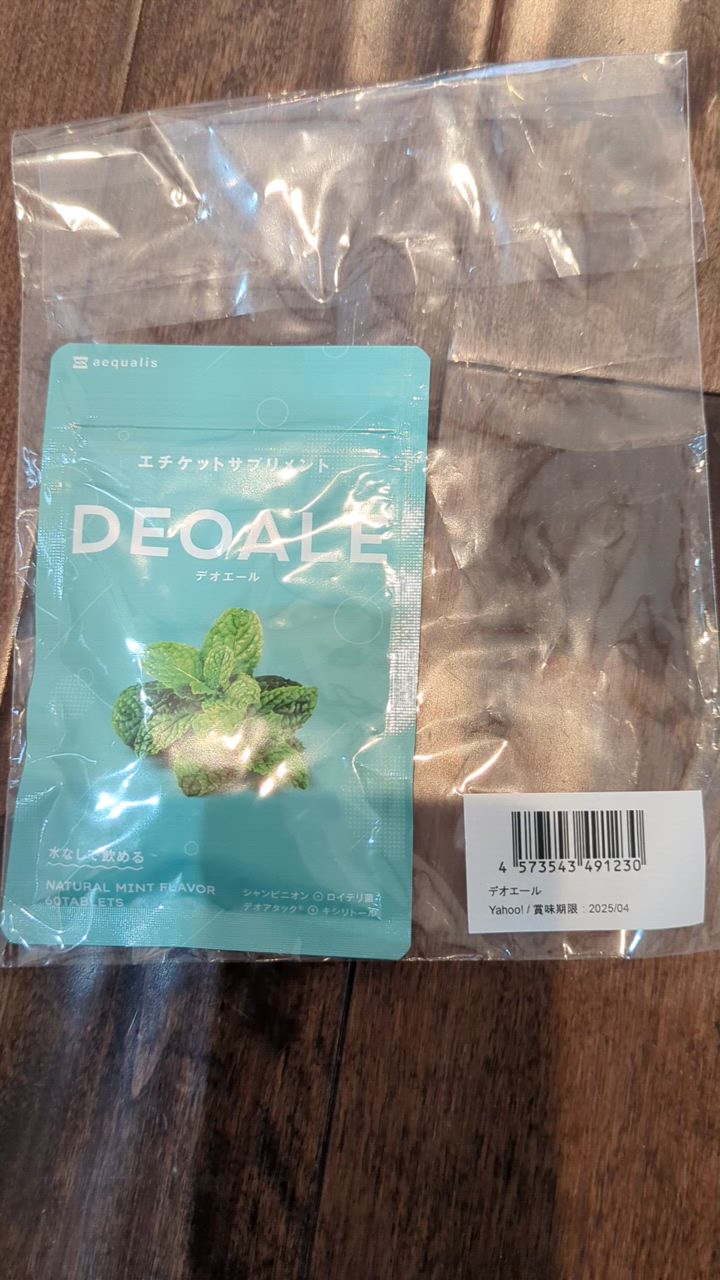 aequalis
エチケットサプリメント
DEOALE
デオエール
水なしで飲める
NATURAL MINT FLAVOR
60TABLETS
シャンピニオン ⊙ ロイテリ菌
デオアタック® ⊙ キシリトール
4 573543 491230
デオエール
Yahoo! / 賞味期限 : 2025/04